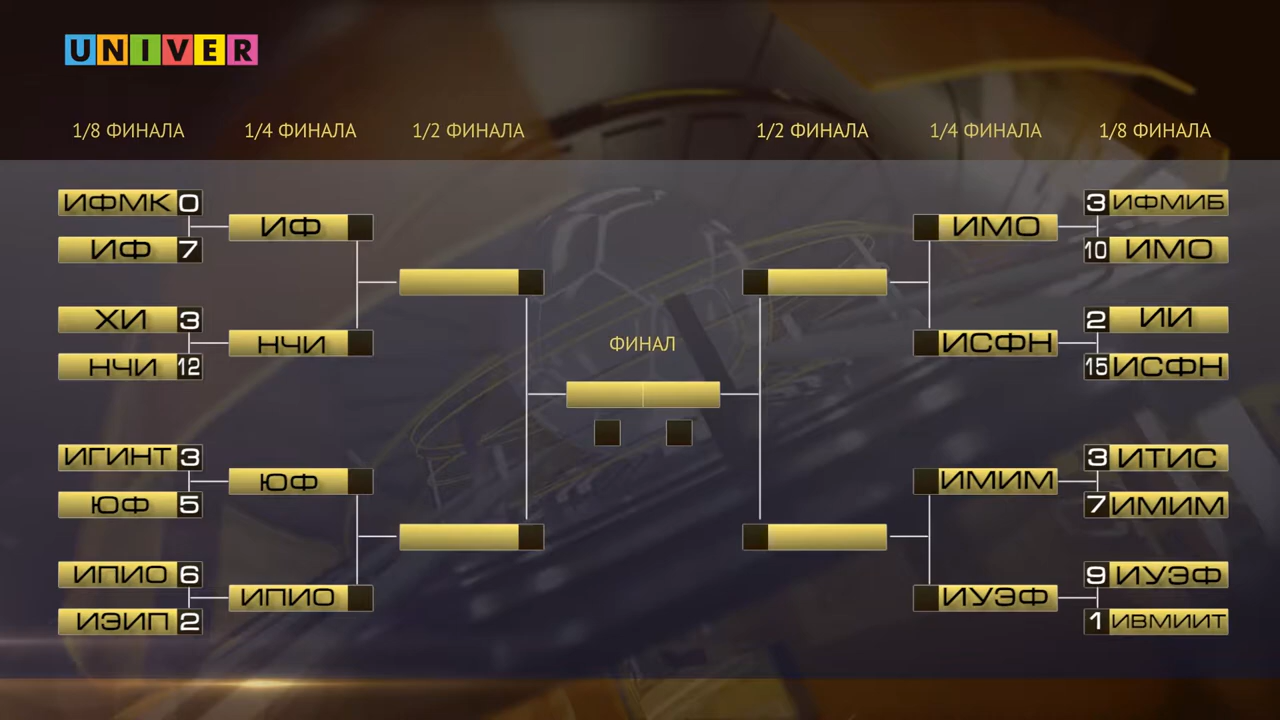 UNIVER
1/8 ФИНАЛА 1/4 ФИНАЛА 1/2 ФИНАЛА 1/2 ФИНАЛА 1/4 ФИНАЛА 1/8 ФИНАЛА
ИФМК 0
ИФ 7
ХИ 3
НЧИ 12
ИГИНТ 3
ЮФ 5
ИПИО 6
ИЭИП 2
ИФ
НЧИ
ЮФ
ИПИО
ФИНАЛ
ИМО
ИСФН
ИМИМ
ИУЭФ
3 ИФМИБ
10 ИМО
2 ИИ
15 ИСФН
3 ИТИС
7 ИМИМ
9 ИУЭФ
1 ИВМИИТ